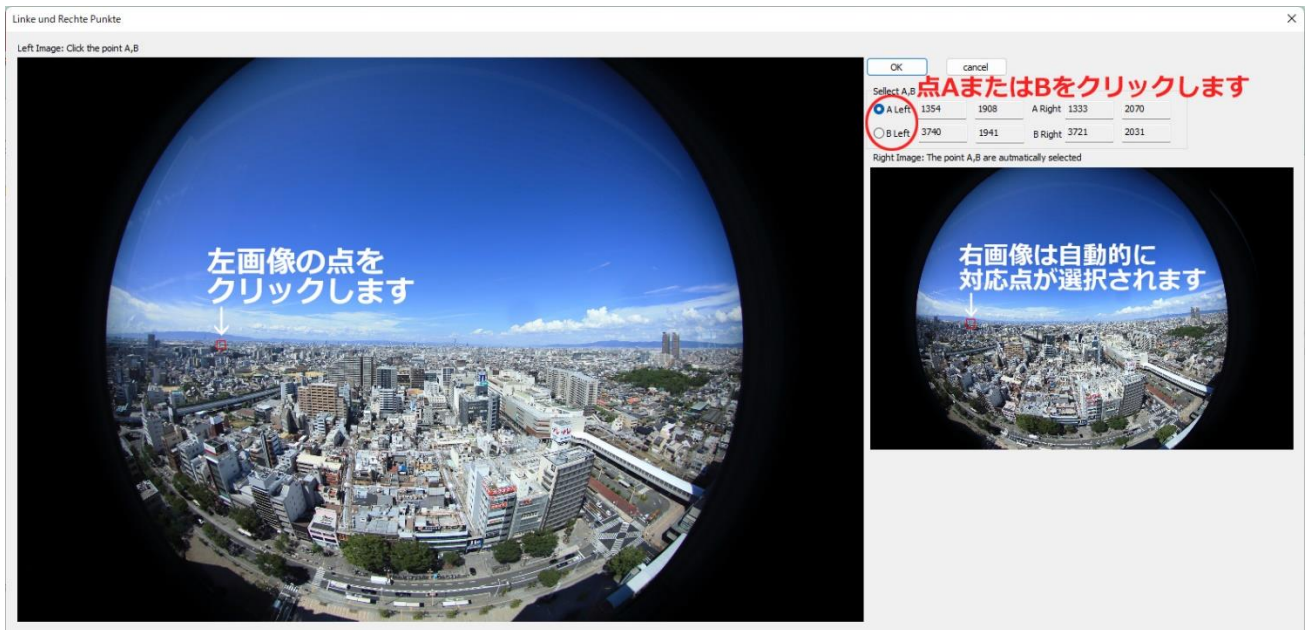 Linke und Rechte Punkte
Left Image: Click the point A,B
OK cancel
Sellect A,B
点AまたはBをクリックします
A Left 1354 1908 A Right 1333 2070
B Left 3740 1941 B Right 3721 2031
Right Image: The point A,B are autmatically selected
左画像の点を
クリックします
右画像は自動的に
対応点が選択されます